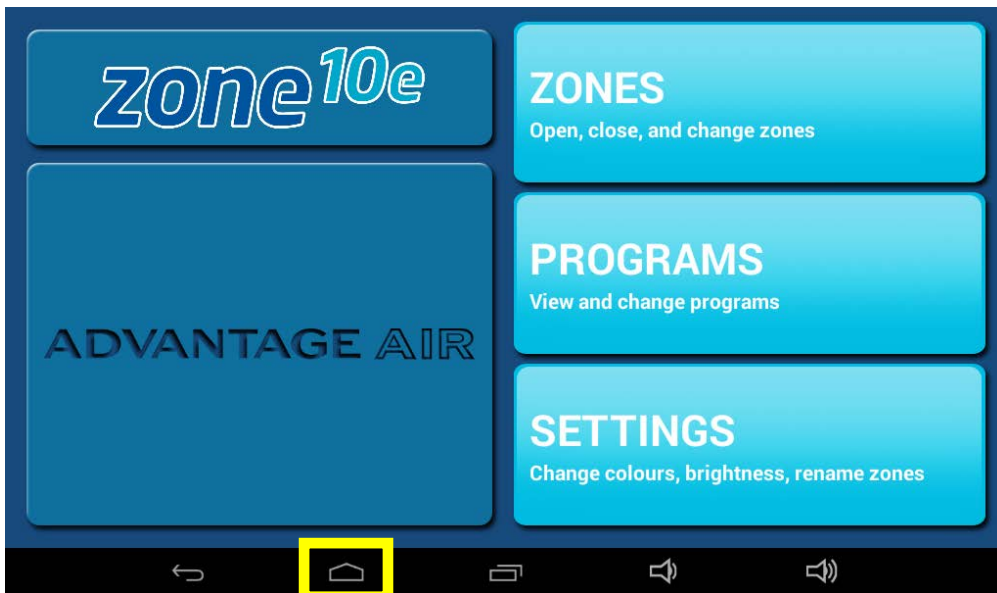 zone10e
ADVANTAGE AIR
ZONES
Open, close, and change zones
PROGRAMS
View and change programs
SETTINGS
Change colours, brightness, rename zones